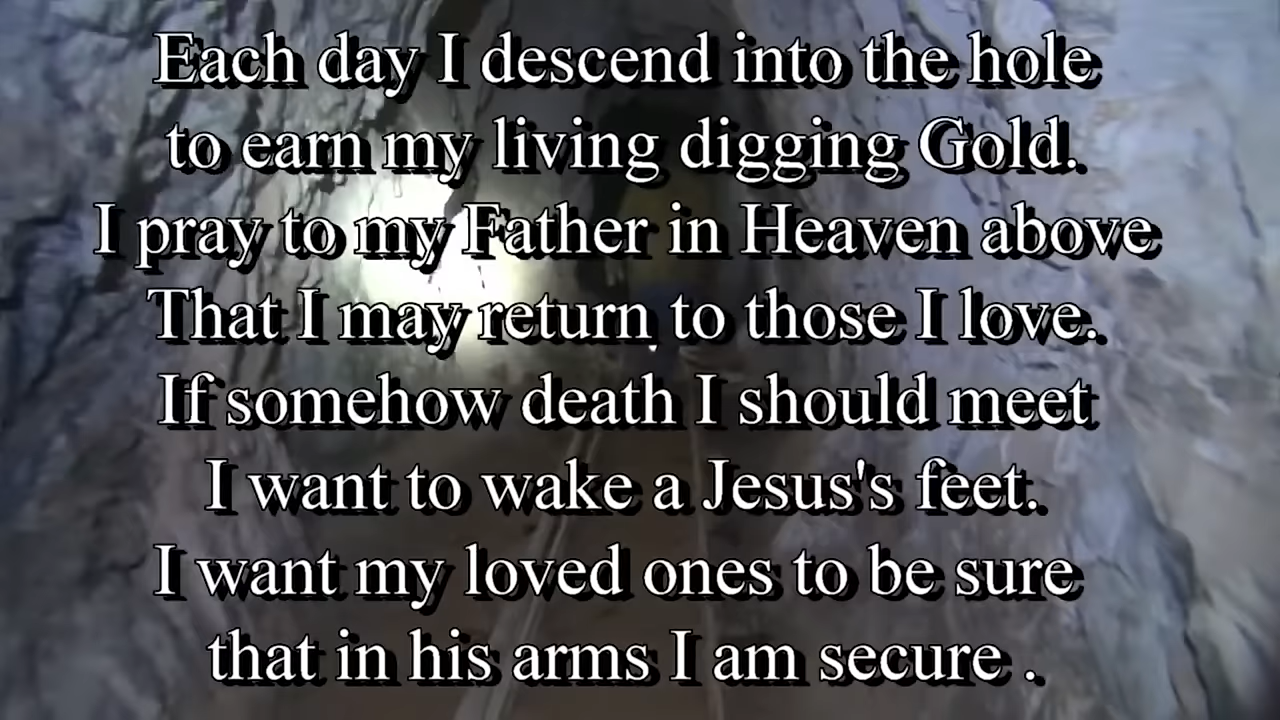 Each day I descend into the hole
to earn my living digging Gold.
I pray to my Father in Heaven above
That I may return to those I love.
If somehow death I should meet
I want to wake a Jesus's feet.
I want my loved ones to be sure
that in his arms I am secure .